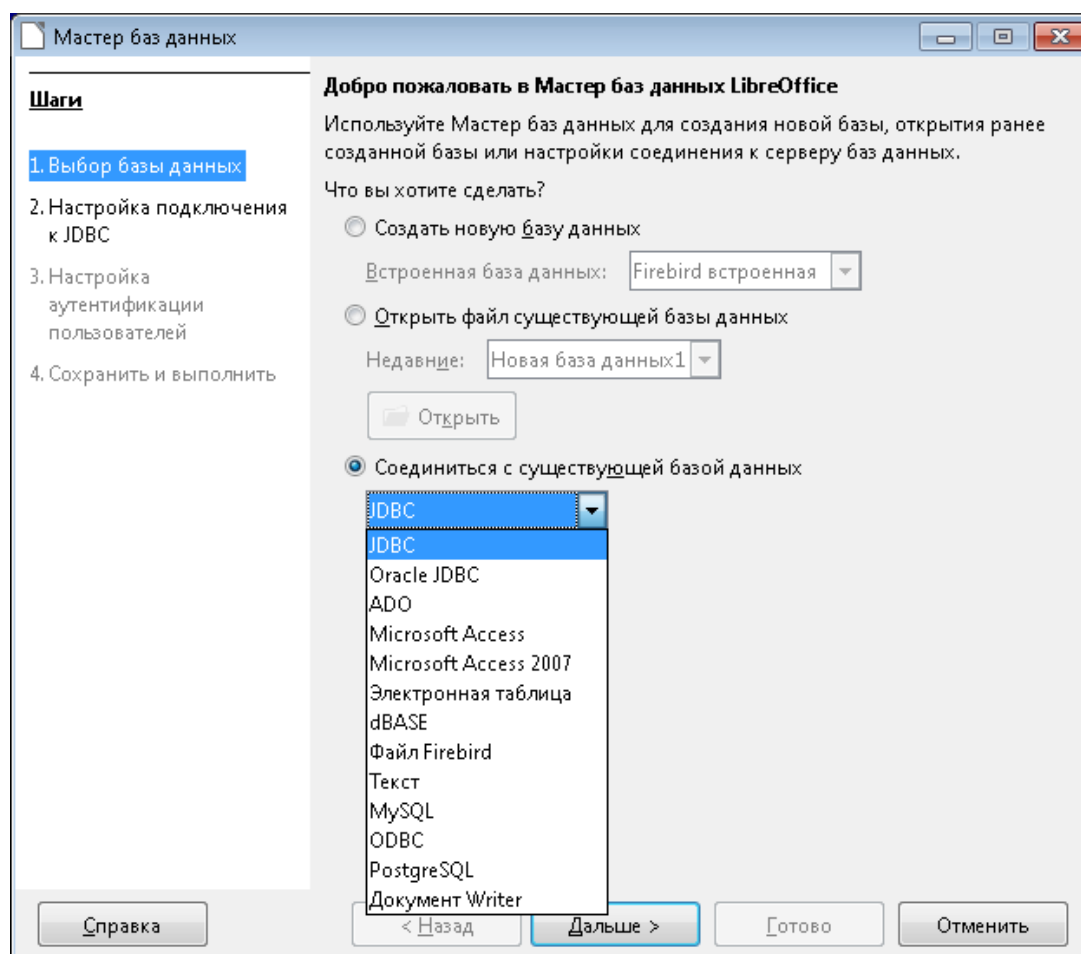 Мастер баз данных
Шаги
1. Выбор базы данных
2. Настройка подключения
к JDBC
3. Настройка
аутентификации
пользователей
4. Сохранить и выполнить
Добро пожаловать в Мастер баз данных LibreOffice
Используйте Мастер баз данных для создания новой базы, открытия ранее
созданной базы или настройки соединения к серверу баз данных.
Что вы хотите сделать?
Создать новую базу данных
Встроенная база данных: Firebird встроенная
Открыть файл существующей базы данных
Недавние: Новая база данных1
Открыть
Соединиться с существующей базой данных
JDBC
JDBC
Oracle JDBC
ADO
Microsoft Access
Microsoft Access 2007
Электронная таблица
dBASE
Файл Firebird
Текст
MySQL
ODBC
PostgreSQL
Документ Writer
Справка < Назад Дальше > Готово Отменить